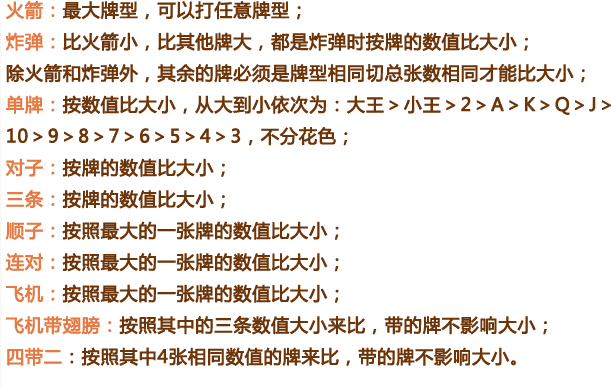 火箭：最大牌型，可以打任意牌型；
炸弹：比火箭小，比其他牌大，都是炸弹时按牌的数值比大小；
除火箭和炸弹外，其余的牌必须是牌型相同切总张数相同才能比大小；
单牌：按数值比大小，从大到小依次为：大王＞小王＞2＞A＞K＞Q＞J＞
10＞9＞8＞7＞6＞5＞4＞3，不分花色；
对子：按牌的数值比大小；
三条：按牌的数值比大小；
顺子：按照最大的一张牌的数值比大小；
连对：按照最大的一张牌的数值比大小；
飞机：按照最大的一张牌的数值比大小；
飞机带翅膀：按照其中的三条数值大小来比，带的牌不影响大小；
四带二：按照其中4张相同数值的牌来比，带的牌不影响大小。